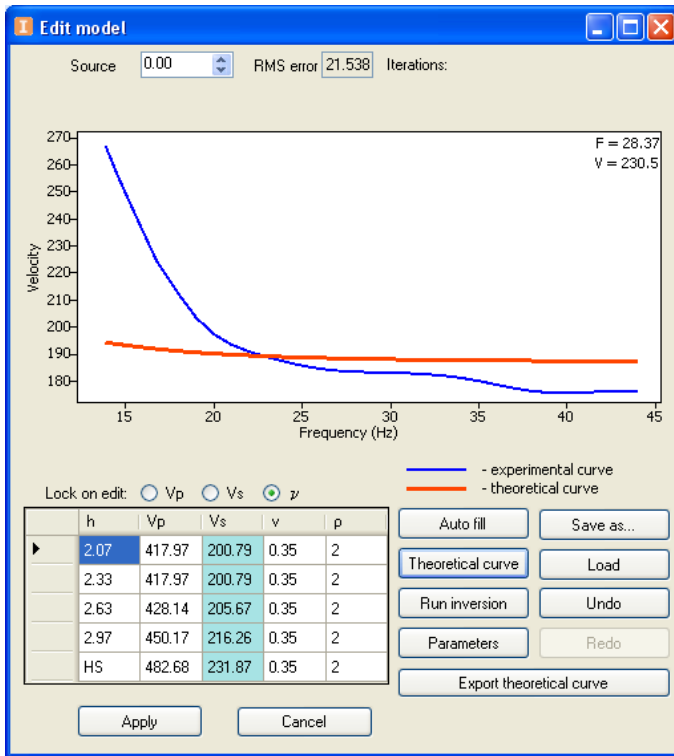 Edit model
Source 0.00 RMS error 21.538 Iterations:
F = 28.37
V = 230.5
270
260
250
240
230
220
210
200
190
180
Velocity
15 20 25 30 35 40 45
Frequency (Hz)
- experimental curve
- theoretical curve
Lock on edit: Vp Vs ν
h Vp Vs ν ρ
2.07 417.97 200.79 0.35 2
2.33 417.97 200.79 0.35 2
2.63 428.14 205.67 0.35 2
2.97 450.17 216.26 0.35 2
HS 482.68 231.87 0.35 2
Auto fill Save as...
Theoretical curve Load
Run inversion Undo
Parameters Redo
Export theoretical curve
Apply Cancel